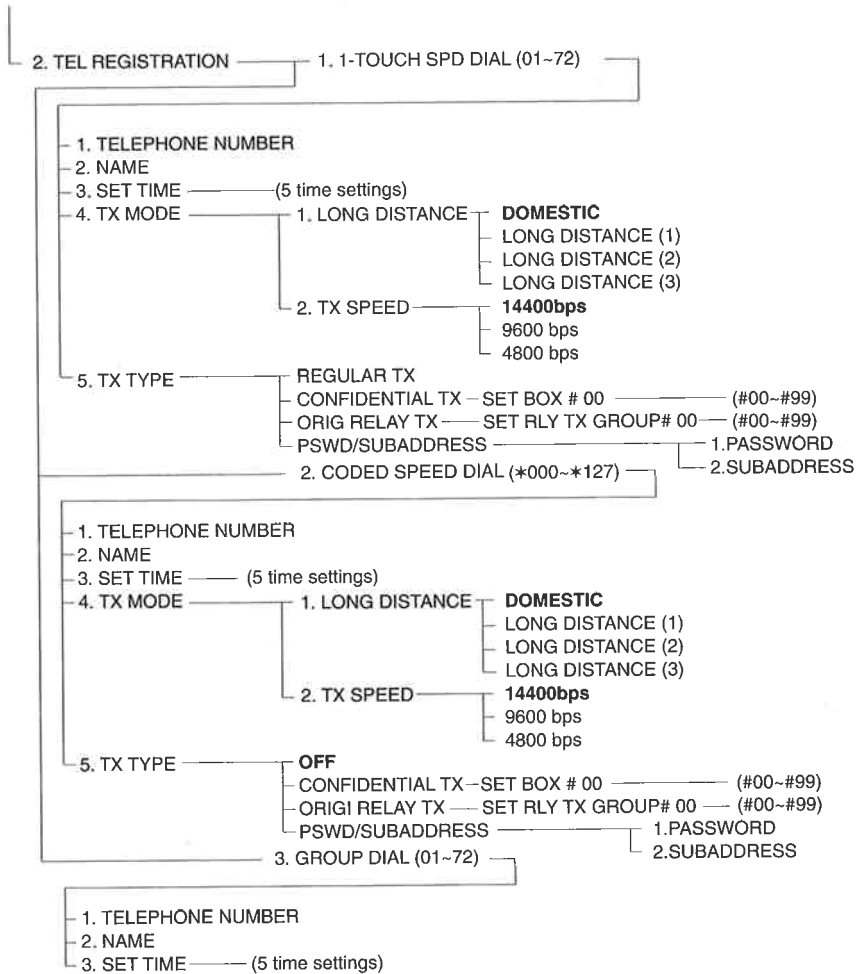 2. TEL REGISTRATION 1. 1-TOUCH SPD DIAL (01~72)
1. TELEPHONE NUMBER
2. NAME
3. SET TIME (5 time settings)
4. TX MODE 1. LONG DISTANCE DOMESTIC
LONG DISTANCE (1)
LONG DISTANCE (2)
LONG DISTANCE (3)
2. TX SPEED 14400bps
9600 bps
4800 bps
5. TX TYPE REGULAR TX
CONFIDENTIAL TX SET BOX # 00 (#00~#99)
ORIG RELAY TX SET RLY TX GROUP# 00 (#00~#99)
PSWD/SUBADDRESS 1.PASSWORD
2.SUBADDRESS
2. CODED SPEED DIAL (∗000~∗127)
1. TELEPHONE NUMBER
2. NAME
3. SET TIME (5 time settings)
4. TX MODE 1. LONG DISTANCE DOMESTIC
LONG DISTANCE (1)
LONG DISTANCE (2)
LONG DISTANCE (3)
2. TX SPEED 14400bps
9600 bps
4800 bps
5. TX TYPE OFF
CONFIDENTIAL TX SET BOX # 00 (#00~#99)
ORIGI RELAY TX SET RLY TX GROUP# 00 (#00~#99)
PSWD/SUBADDRESS 1.PASSWORD
2.SUBADDRESS
3. GROUP DIAL (01~72)
1. TELEPHONE NUMBER
2. NAME
3. SET TIME (5 time settings)